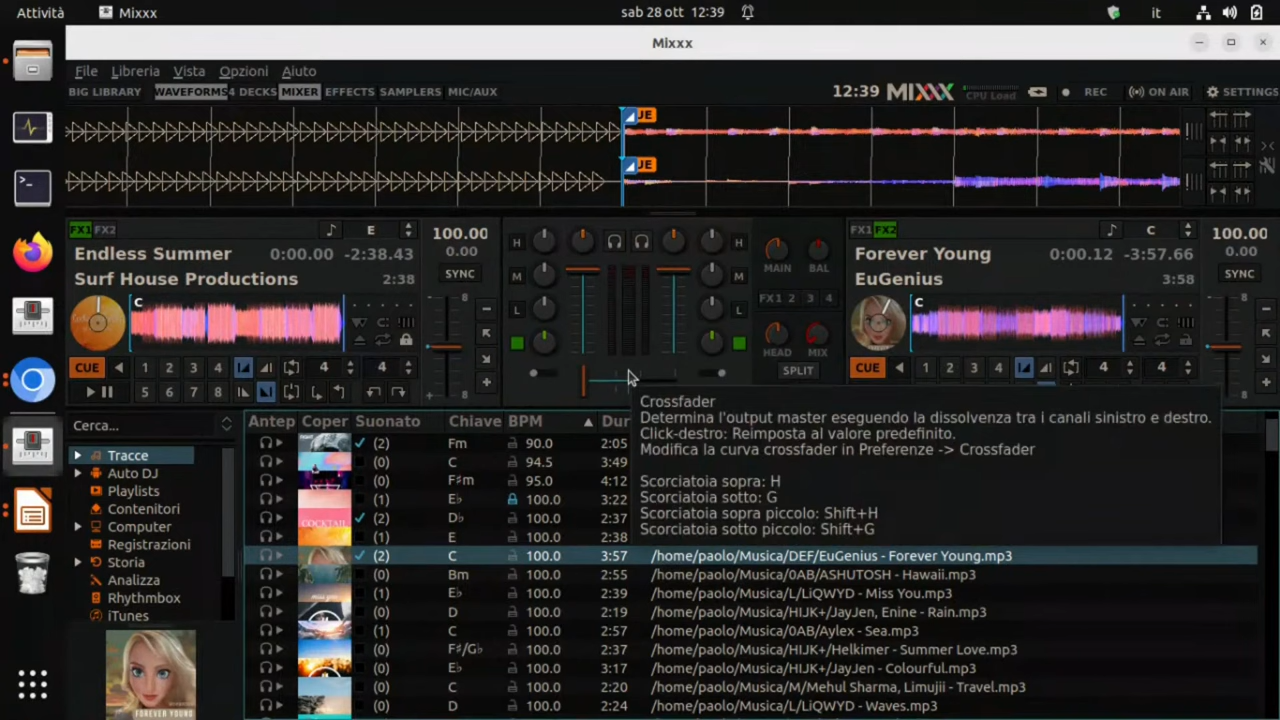 Attività
Mixxx
sab 28 ott 12:39
it
Mixxx
File Libreria Vista Opzioni Aiuto
BIG LIBRARY WAVEFORMS 4 DECKS MIXER EFFECTS SAMPLERS MIC/AUX
12:39 MIXXX CPU Load REC ON AIR SETTINGS
UE
UE
FX1 FX2 E
100.00
0.00
Endless Summer 0:00.00 -2:38.43
Surf House Productions 2:38
SYNC
8
8
C
CUE 1 2 3 4 4 4
5 6 7 8
H H
M M
L L
MAIN BAL
FX1 2 3 4
HEAD MIX
SPLIT
FX1 FX2 C
100.00
0.00
Forever Young 0:00.12 -3:57.66
EuGenius 3:58
SYNC
8
8
C
CUE 1 2 3 4 4 4
Cerca...
Tracce
Auto DJ
Playlists
Contenitori
Computer
Registrazioni
Storia
Analizza
Rhythmbox
iTunes
FOREVER YOUNG
Antep Coper Suonato Chiave BPM Dur
(2) Fm 90.0 2:05
(0) C 94.5 3:49
(0) F♯m 95.0 4:12
(1) E♭ 100.0 3:22
COCKTAIL
(2) D♭ 100.0 2:37
(1) E 100.0 2:38
(2) C 100.0 3:57 /home/paolo/Musica/DEF/EuGenius - Forever Young.mp3
(0) Bm 100.0 2:55 /home/paolo/Musica/0AB/ASHUTOSH - Hawaii.mp3
(1) E♭ 100.0 2:39 /home/paolo/Musica/L/LiQWYD - Miss You.mp3
(0) D 100.0 2:19 /home/paolo/Musica/HIJK+/JayJen, Enine - Rain.mp3
(1) C 100.0 2:57 /home/paolo/Musica/0AB/Aylex - Sea.mp3
(0) F♯/G♭ 100.0 3:16 /home/paolo/Musica/HIJK+/Helkimer - Summer Love.mp3
(0) E♭ 100.0 3:17 /home/paolo/Musica/HIJK+/JayJen - Colourful.mp3
(0) C 100.0 2:20 /home/paolo/Musica/M/Mehul Sharma, Limujii - Travel.mp3
(0) D 100.0 2:24 /home/paolo/Musica/L/LiQWYD - Waves.mp3
Crossfader
Determina l'output master eseguendo la dissolvenza tra i canali sinistro e destro.
Click-destro: Reimposta al valore predefinito.
Modifica la curva crossfader in Preferenze -> Crossfader
Scorciatoia sopra: H
Scorciatoia sotto: G
Scorciatoia sopra piccolo: Shift+H
Scorciatoia sotto piccolo: Shift+G